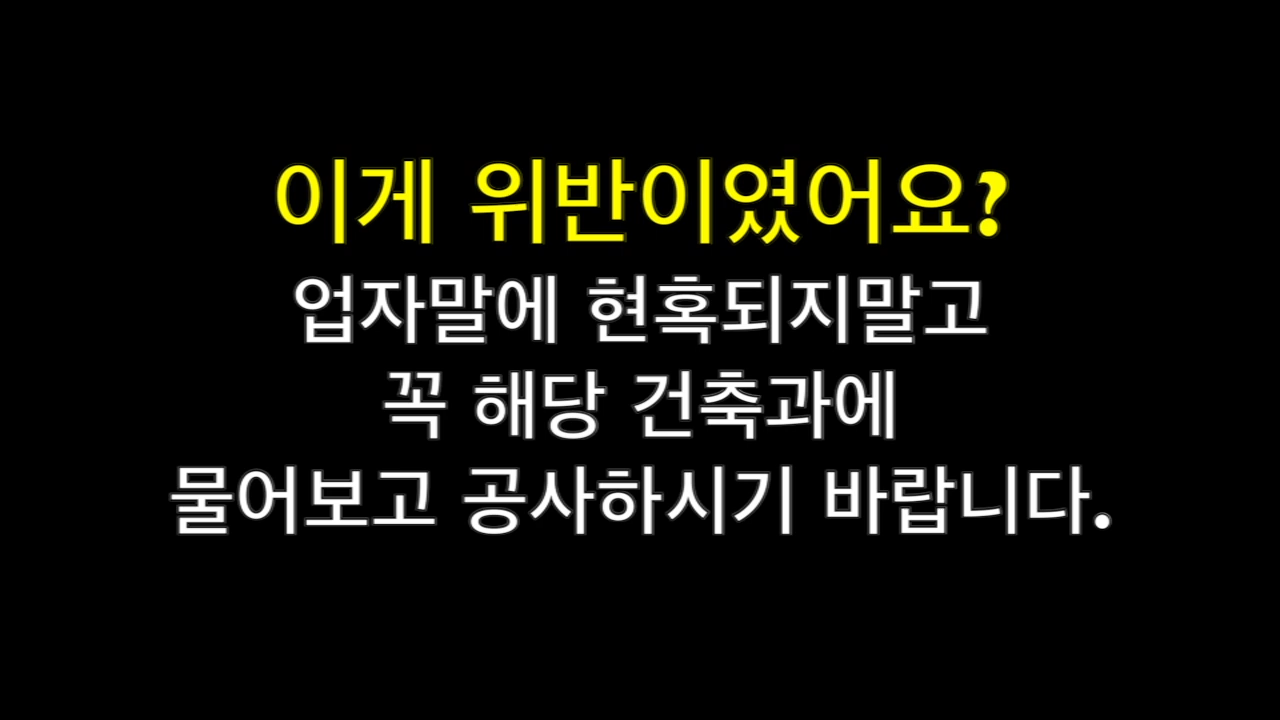 이게 위반이였어요?
업자말에 현혹되지말고
꼭 해당 건축과에
물어보고 공사하시기 바랍니다.